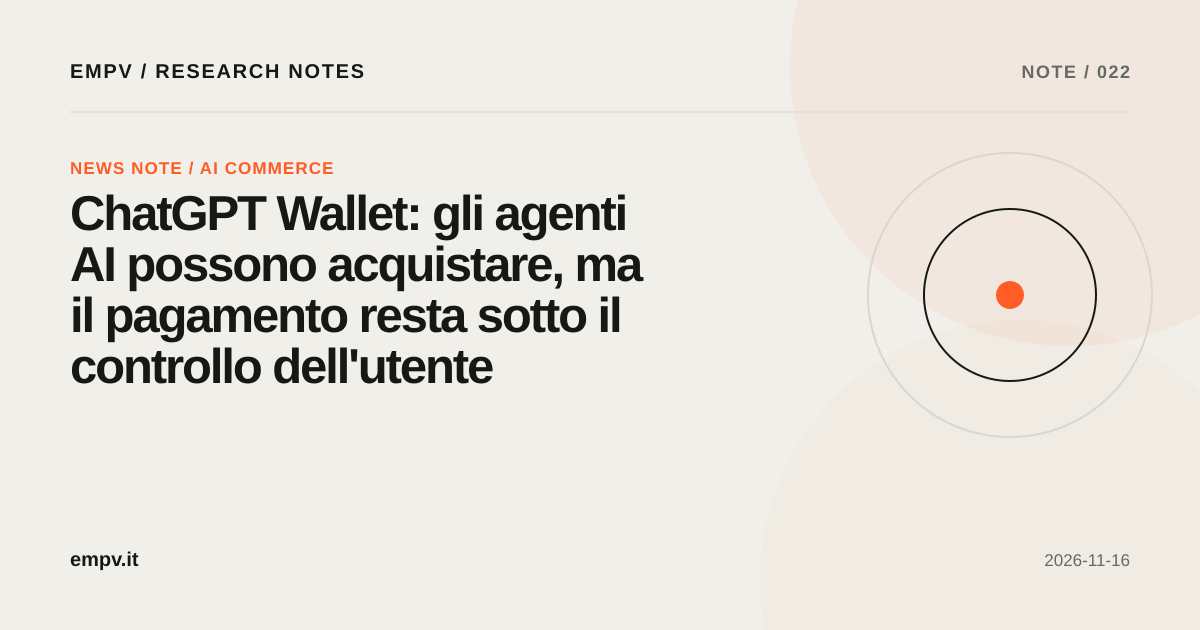 EMPV / RESEARCH NOTES
NOTE / 022
NEWS NOTE / AI COMMERCE
ChatGPT Wallet: gli agenti
AI possono acquistare, ma
il pagamento resta sotto il
controllo dell'utente
empv.it
2026-11-16